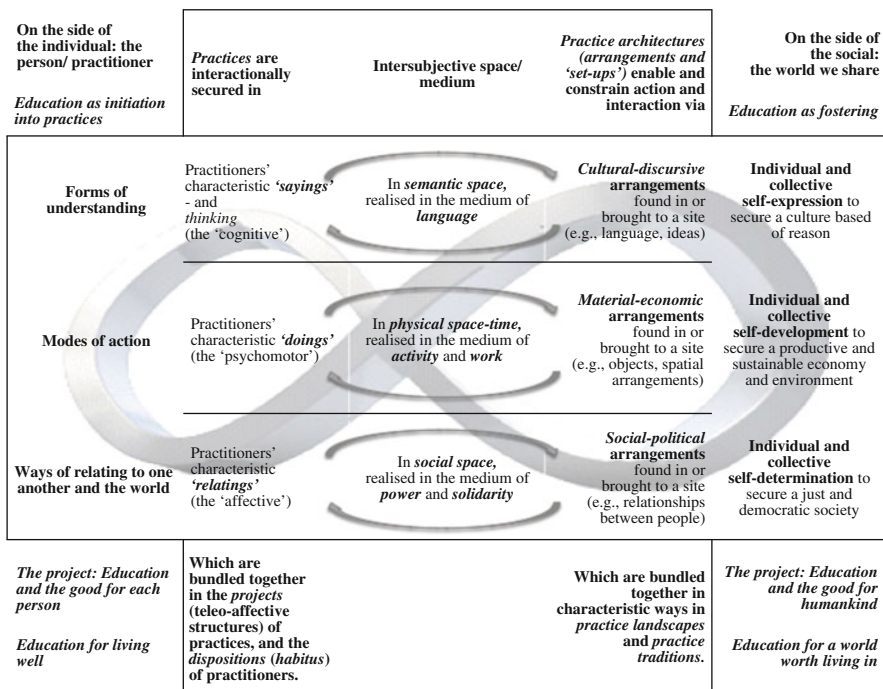 On the side of
the individual: the
person/ practitioner
Education as initiation
into practices
Practices are
interactionally
secured in
Intersubjective space/
medium
Practice architectures
(arrangements and
‘set-ups’) enable and
constrain action and
interaction via
On the side of
the social:
the world we share
Education as fostering
Forms of
understanding
Practitioners’
characteristic ‘sayings’
- and
thinking
(the ‘cognitive’)
In semantic space,
realised in the medium of
language
Cultural-discursive
arrangements
found in or
brought to a site
(e.g., language, ideas)
Individual and
collective
self-expression to
secure a culture based
of reason
Modes of action
Practitioners’
characteristic ‘doings’
(the ‘psychomotor’)
In physical space-time,
realised in the medium of
activity and work
Material-economic
arrangements
found in or
brought to a site
(e.g., objects, spatial
arrangements)
Individual and collective
self-development to
secure a productive and
sustainable economy
and environment
Ways of relating to one
another and the world
Practitioners’
characteristic
‘relatings’
(the ‘affective’)
In social space,
realised in the medium of
power and solidarity
Social-political
arrangements
found in or
brought to a site
(e.g., relationships
between people)
Individual and
collective
self-determination to
secure a just and
democratic society
The project: Education
and the good for each
person
Education for living
well
Which are
bundled together
in the projects
(teleo-affective
structures) of
practices, and the
dispositions (habitus)
of practitioners.
Which are bundled
together in
characteristic ways in
practice landscapes
and practice
traditions.
The project: Education
and the good for
humankind
Education for a world
worth living in